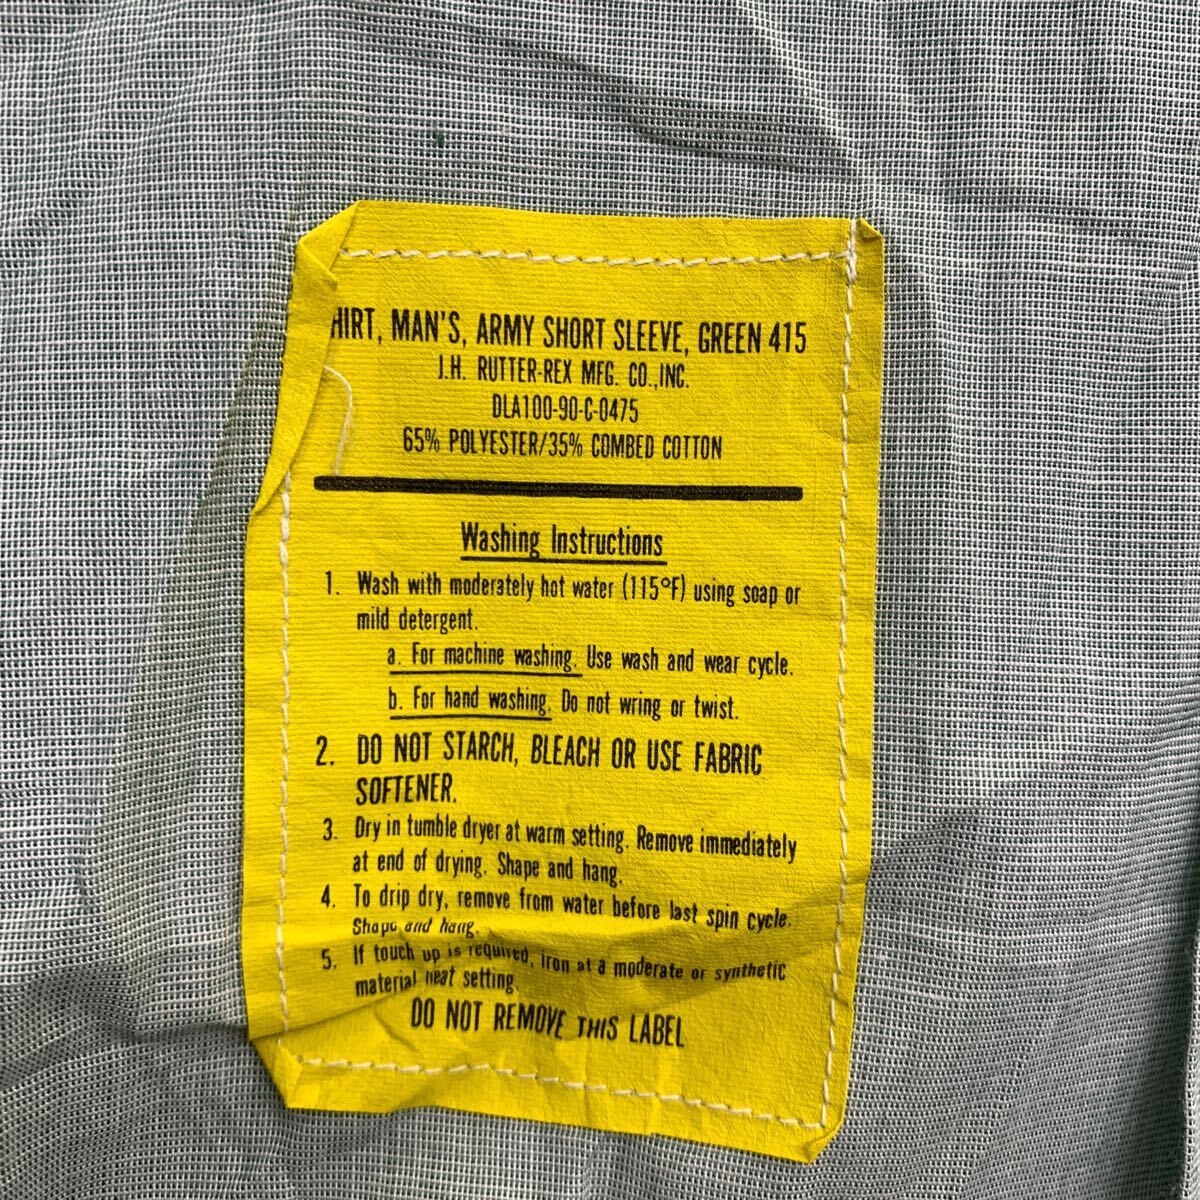 HIRT, MAN'S, ARMY SHORT SLEEVE, GREEN 415
J.H. RUTTER-REX MFG. CO.,INC.
DLA100-90-C-0475
65% POLYESTER/35% COMBED COTTON
Washing Instructions
1. Wash with moderately hot water (115°F) using soap or
mild detergent.
a. For machine washing. Use wash and wear cycle.
b. For hand washing. Do not wring or twist.
2. DO NOT STARCH, BLEACH OR USE FABRIC
SOFTENER.
3. Dry in tumble dryer at warm setting. Remove immediately
at end of drying. Shape and hang.
4. To drip dry, remove from water before last spin cycle.
Shape and hang.
5. If touch up is required, iron at a moderate or synthetic
material heat setting.
DO NOT REMOVE THIS LABEL